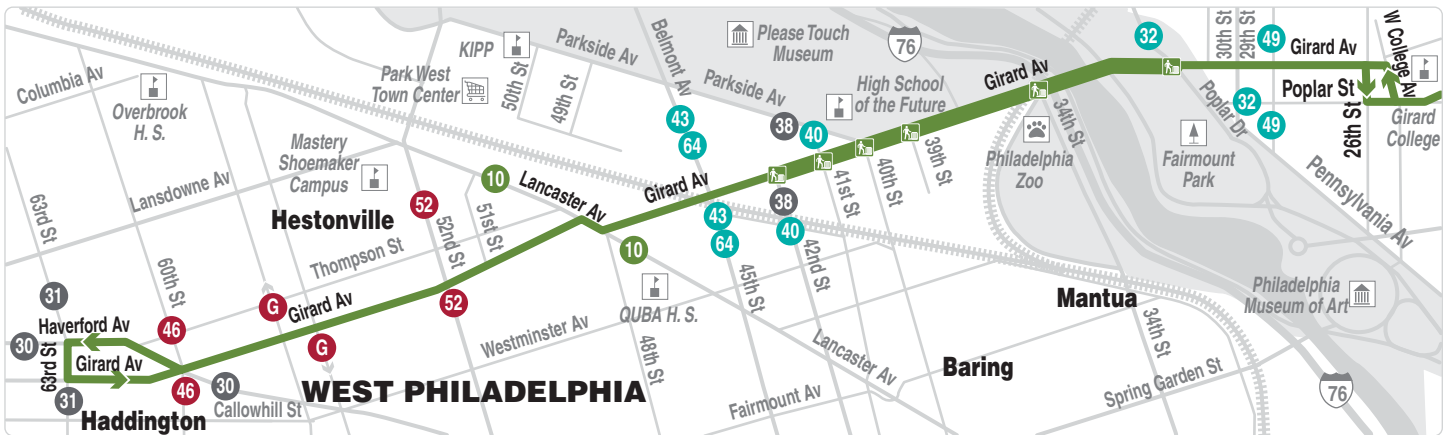 Columbia Av
Overbrook
H. S.
Park West
Town Center
KIPP
50th St
49th St
Parkside Av
Belmont Av
Please Touch
Museum
76
Parkside Av
High School
of the Future
Girard Av
34th St
32
30th St
29th St
49
Girard Av
W College Av
Poplar St
26th St
32
49
Girard
College
Poplar Dr
Fairmount
Park
Pennsylvania Av
Philadelphia
Zoo
39th St
40th St
41st St
38
40
43
64
Mastery
Shoemaker
Campus
Lansdowne Av
63rd St
Hestonville
52
52nd St
51st St
10
Lancaster Av
Girard Av
10
43
64
38
40
42nd St
45th St
Thompson St
60th St
G
Girard Av
G
52
31
Haverford Av
30
63rd St
Girard Av
46
46
30
31
Haddington
Callowhill St
WEST PHILADELPHIA
Westminster Av
QUBA H. S.
48th St
Fairmount Av
Lancaster Av
Baring
Mantua
34th St
Spring Garden St
Philadelphia
Museum of Art
76